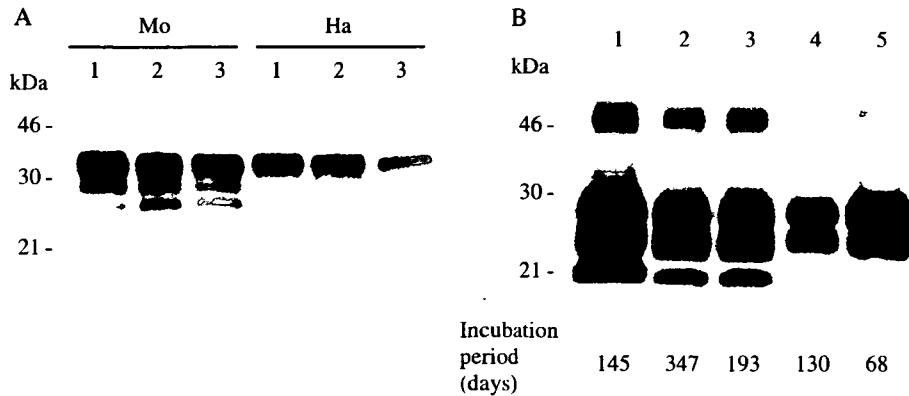 A
Mo Ha
1 2 3 1 2 3
kDa
46 -
30 -
21 -
B
1 2 3 4 5
kDa
46 -
30 -
21 -
Incubation
period
(days)
145 347 193 130 68